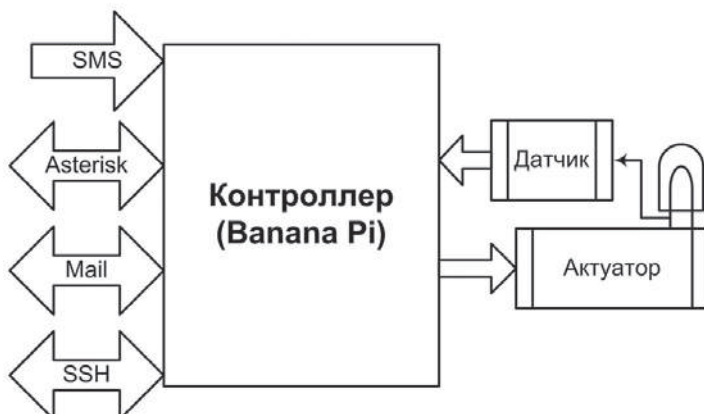 SMS
Asterisk
Mail
SSH
Контроллер
(Banana Pi)
Датчик
Актуатор